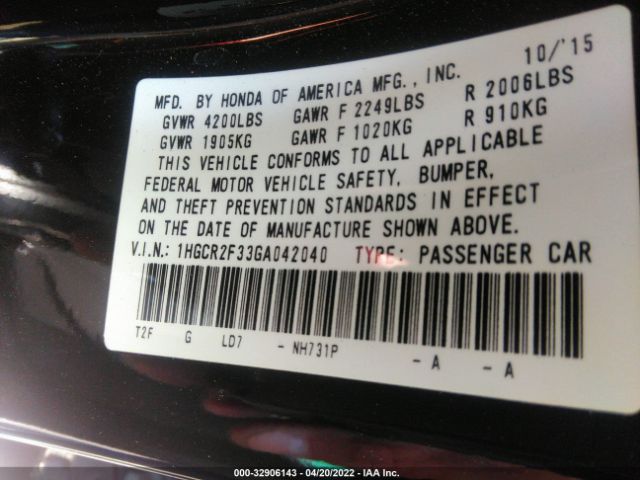 10/'15
MFD. BY HONDA OF AMERICA MFG., INC.
GVWR 4200LBS GAWR F 2249LBS R 2006LBS
GVWR 1905KG GAWR F 1020KG R 910KG
THIS VEHICLE CONFORMS TO ALL APPLICABLE
FEDERAL MOTOR VEHICLE SAFETY, BUMPER,
AND THEFT PREVENTION STANDARDS IN EFFECT
ON THE DATE OF MANUFACTURE SHOWN ABOVE.
V.I.N.: 1HGCR2F33GA042040 TYPE: PASSENGER CAR
T2F G LD7 - NH731P - A - A
000-32906143 - 04/20/2022 - IAA Inc.